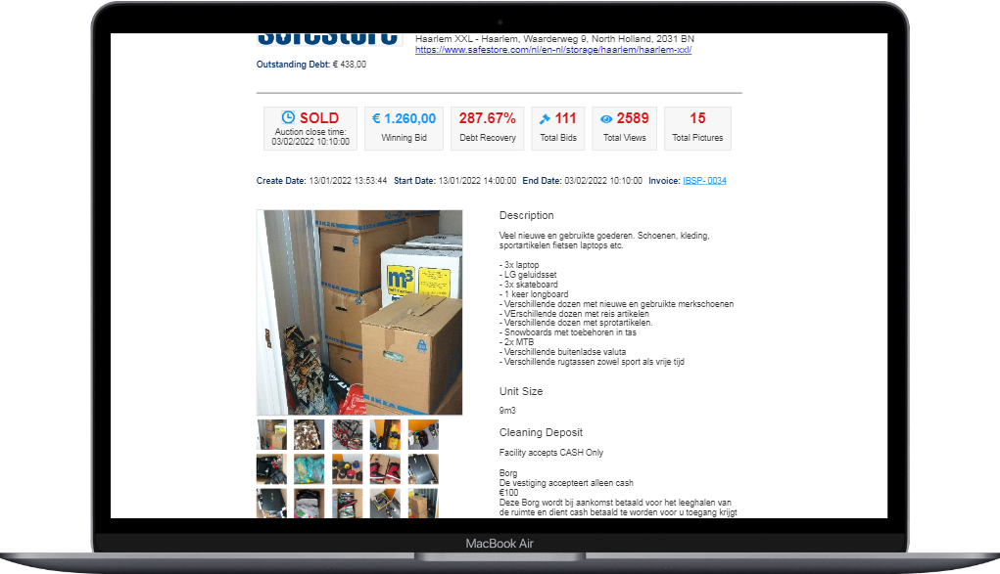 safestore
Haarlem XXL - Haarlem, Waarderweg 9, North Holland, 2031 BN
https://www.safestore.com/nl/en-nl/storage/haarlem/haarlem-xxl/
Outstanding Debt: € 438,00
SOLD
Auction close time:
03/02/2022 10:10:00
€ 1.260,00
Winning Bid
287.67%
Debt Recovery
111
Total Bids
2589
Total Views
15
Total Pictures
Create Date: 13/01/2022 13:53:44 Start Date: 13/01/2022 14:00:00 End Date: 03/02/2022 10:10:00 Invoice: IBSP- 0034
m3
IKEA
Description
Veel nieuwe en gebruikte goederen. Schoenen, kleding,
sportartikelen fietsen laptops etc.
- 3x laptop
- LG geluidsset
- 3x skateboard
- 1 keer longboard
- Verschillende dozen met nieuwe en gebruikte merkschoenen
- VErschillende dozen met reis artikelen
- Verschillende dozen met sprotartikelen.
- Snowboards met toebehoren in tas
- 2x MTB
- Verschillende buitenladse valuta
- Verschillende rugtassen zowel sport als vrije tijd
Unit Size
9m3
Cleaning Deposit
Facility accepts CASH Only
Borg
De vestiging accepteert alleen cash
€100
Deze Borg wordt bij aankomst betaald voor het leeghalen van
de ruimte en dient cash betaald te worden voor u toegang krijgt
MacBook Air